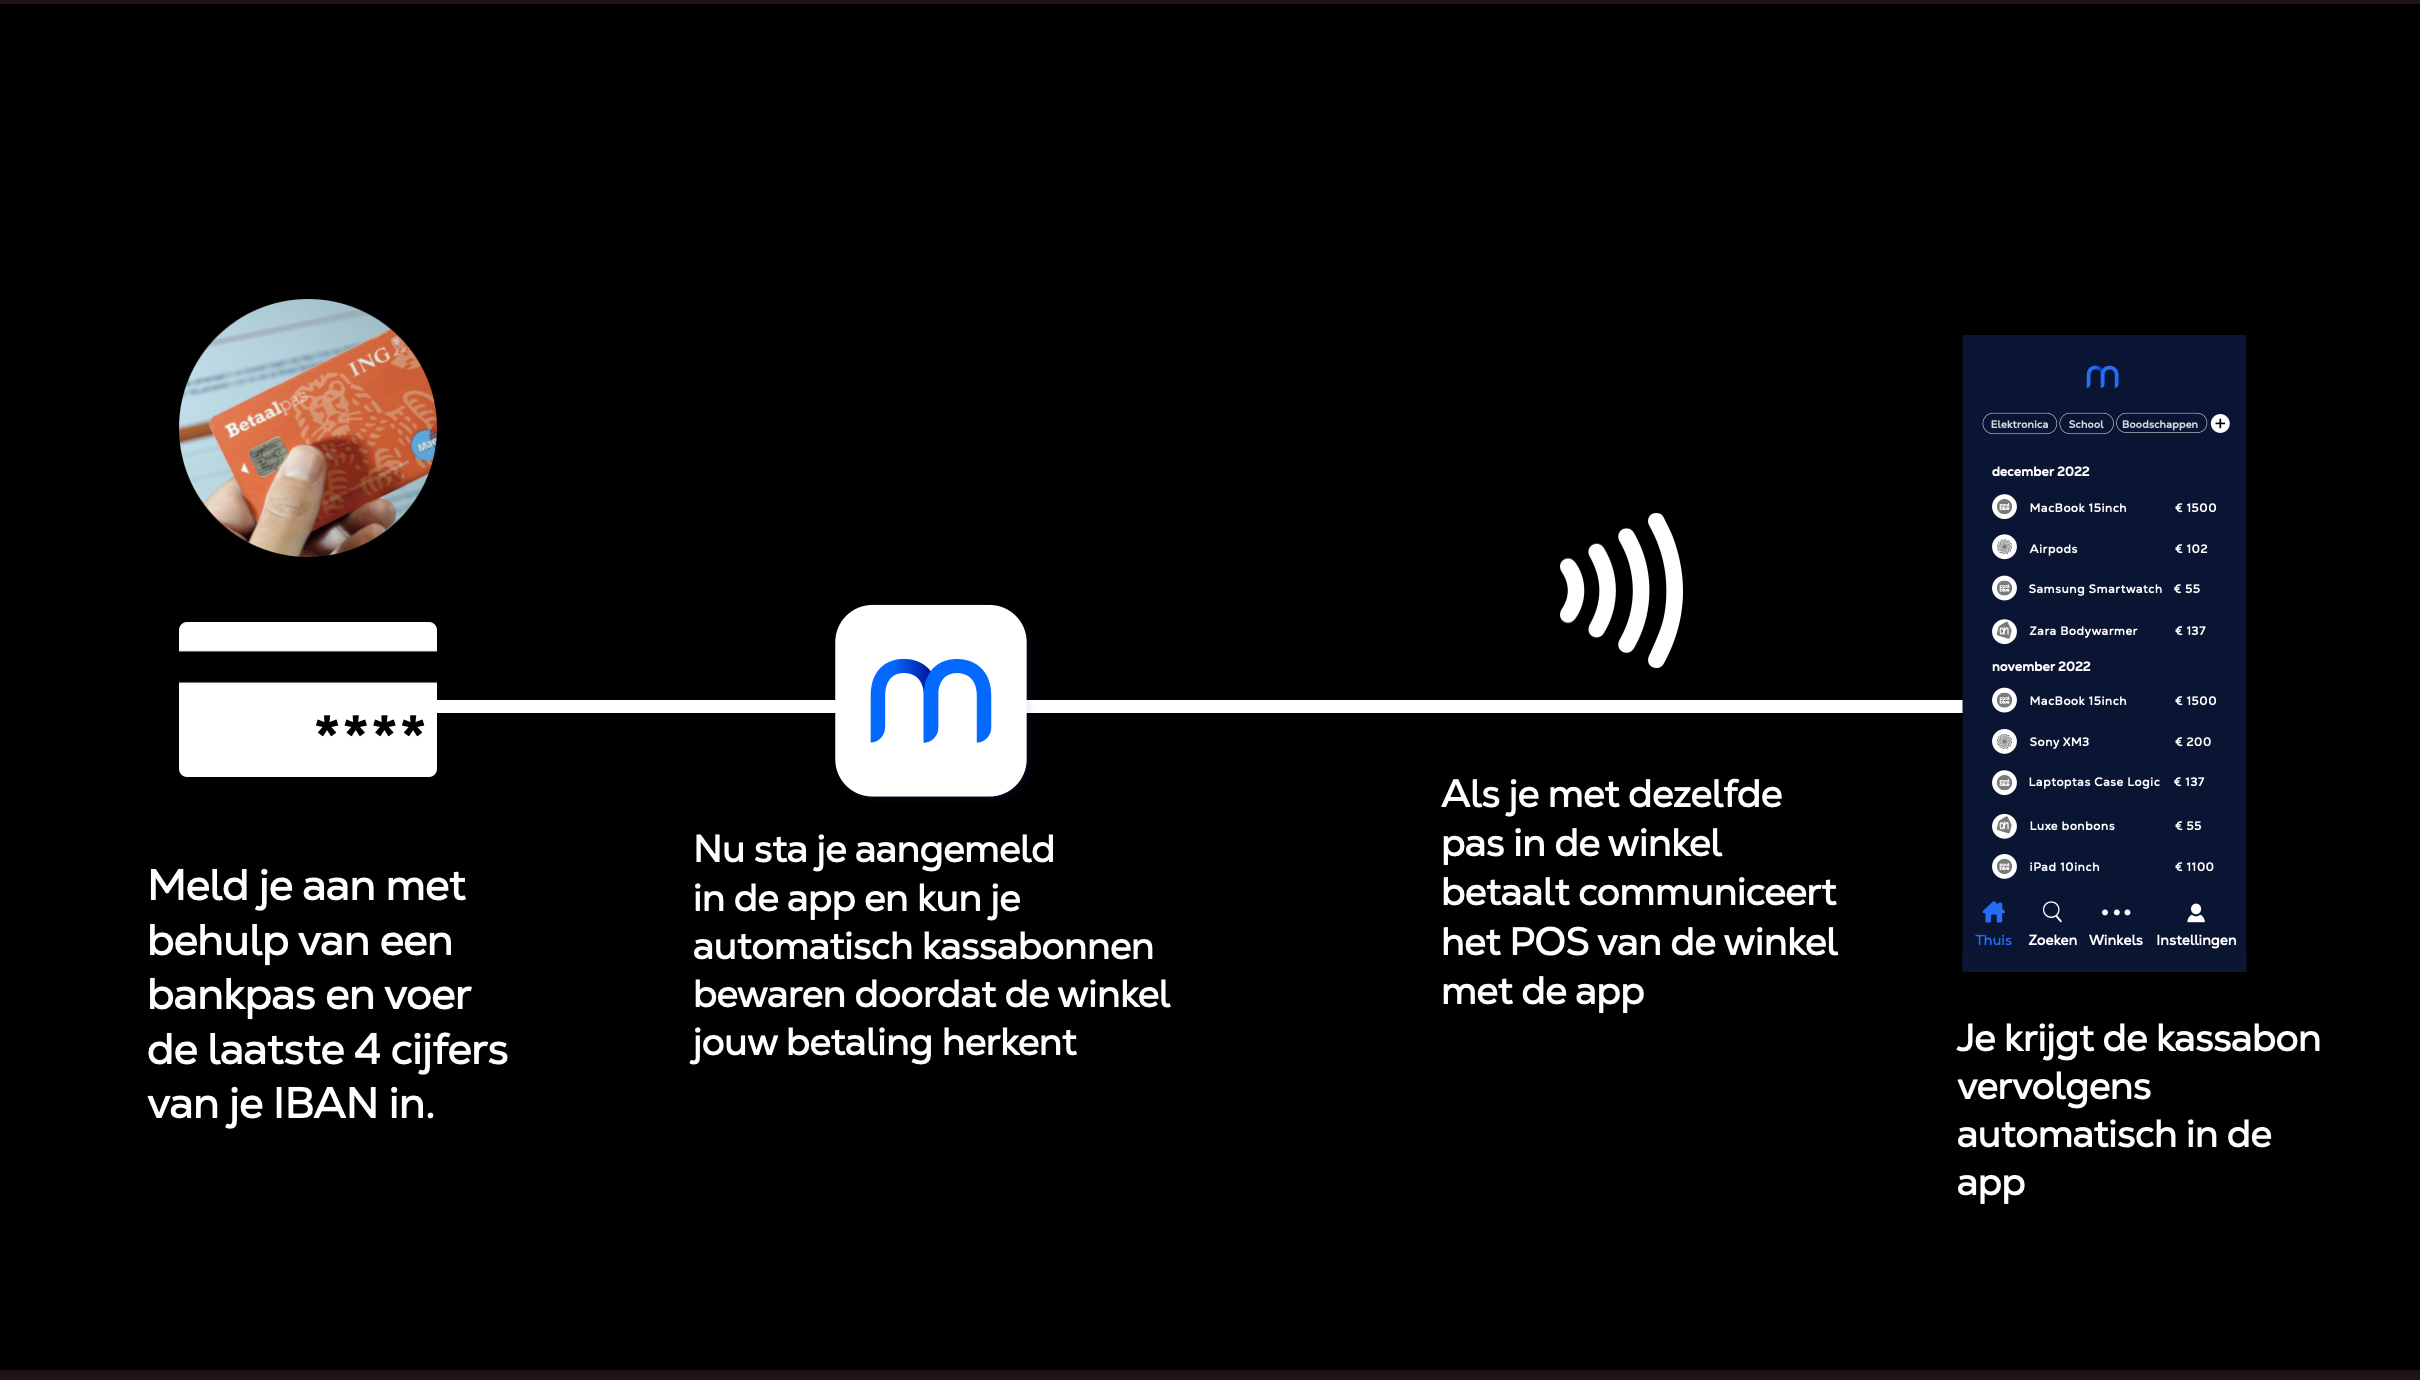 ING
Betaalpas
****
Meld je aan met
behulp van een
bankpas en voer
de laatste 4 cijfers
van je IBAN in.
m
Nu sta je aangemeld
in de app en kun je
automatisch kassabonnen
bewaren doordat de winkel
jouw betaling herkent
Als je met dezelfde
pas in de winkel
betaalt communiceert
het POS van de winkel
met de app
m
Elektronica School Boodschappen +
december 2022
MacBook 15inch € 1500
Airpods € 102
Samsung Smartwatch € 55
Zara Bodywarmer € 137
november 2022
MacBook 15inch € 1500
Sony XM3 € 200
Laptoptas Case Logic € 137
Luxe bonbons € 55
iPad 10inch € 1100
Thuis Zoeken Winkels Instellingen
Je krijgt de kassabon
vervolgens
automatisch in de
app